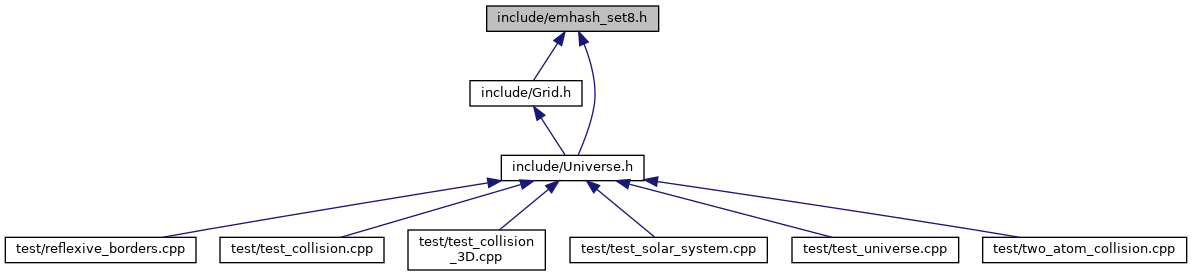 include/emhash_set8.h
include/Grid.h
include/Universe.h
test/reflexive_borders.cpp
test/test_collision.cpp
test/test_collision
_3D.cpp
test/test_solar_system.cpp
test/test_universe.cpp
test/two_atom_collision.cpp